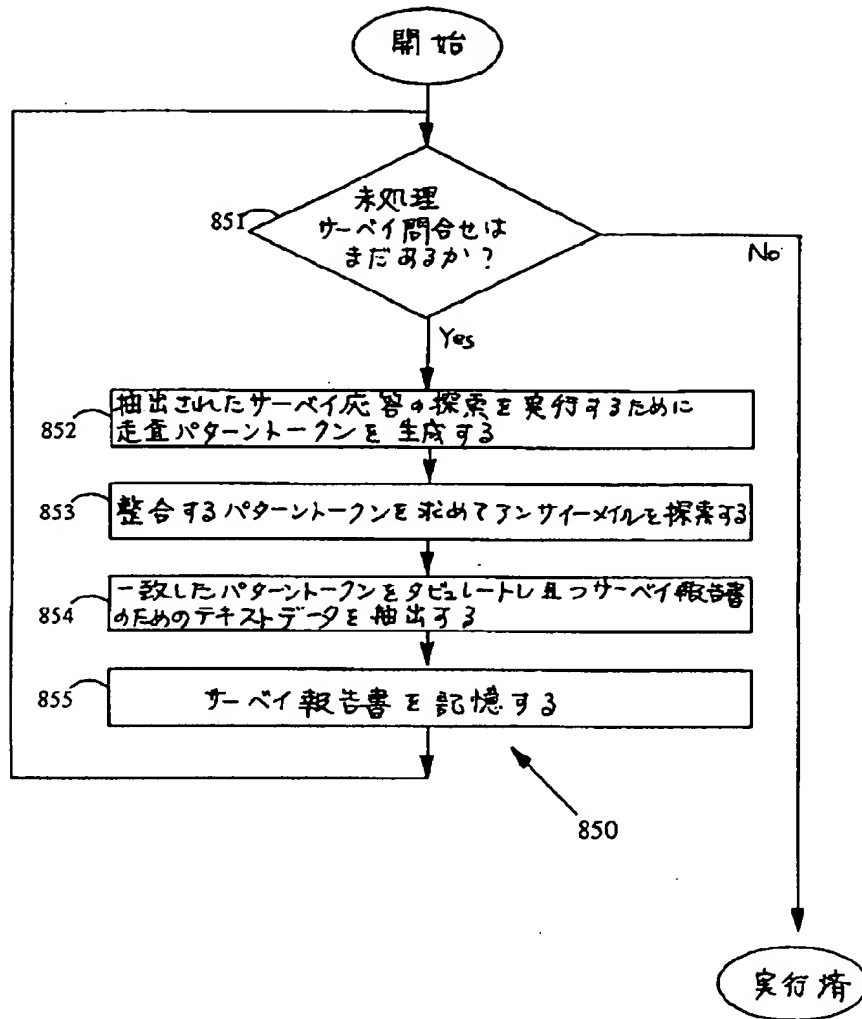 開始
851
未処理
サーベイ問合せは
まだあるか?
No
Yes
852
抽出されたサーベイ応答の探索を実行するために
走査パターントークンを生成する
853
整合するパターントークンを求めてアンサイーメイルを探索する
854
一致したパターントークンをタビュレートし且つサーベイ報告書
のためのテキストデータを抽出する
855
サーベイ報告書を記憶する
850
実行済